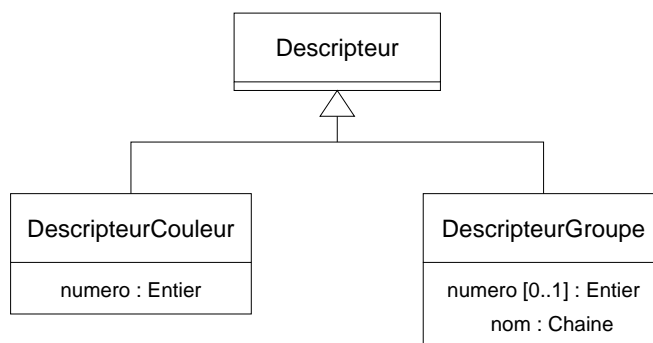 Descripteur
DescripteurCouleur
numero : Entier
DescripteurGroupe
numero [0..1] : Entier
nom : Chaine